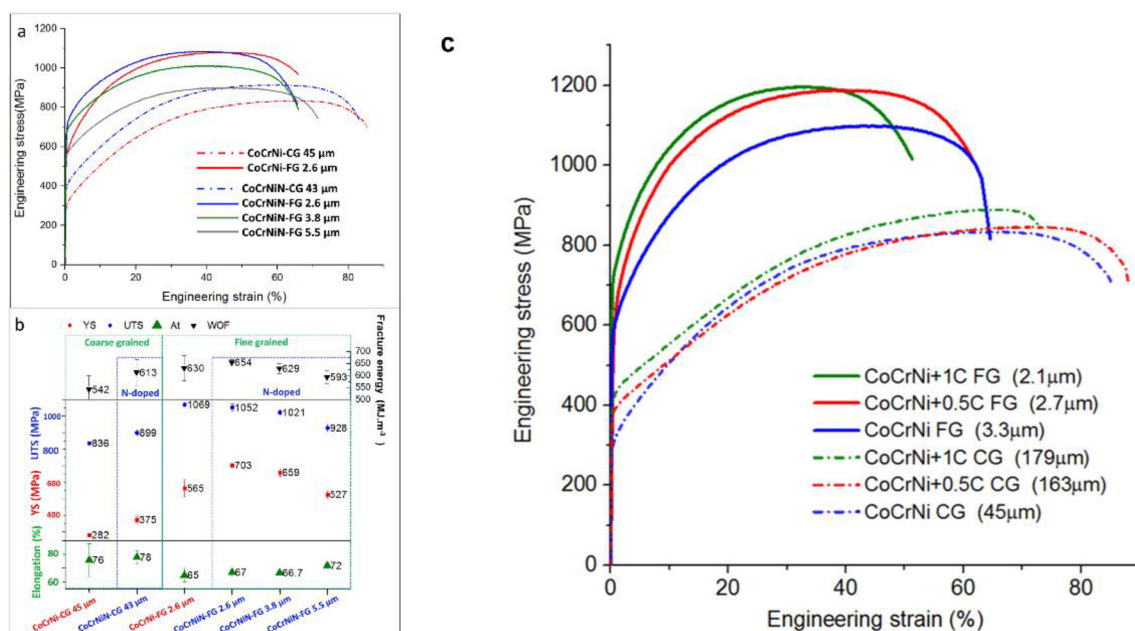 a
1200
1000
800
600
400
200
0
Engineering stress(MPa)
CoCrNi-CG 45 μm
CoCrNi-FG 2.6 μm
CoCrNiN-CG 43 μm
CoCrNiN-FG 2.6 μm
CoCrNiN-FG 3.8 μm
CoCrNiN-FG 5.5 μm
0 20 40 60 80 100
Engineering strain (%)
b
YS UTS At WOF
Coarse grained Fine grained
N-doped N-doped
542 613 630 654 629 593
700
650
600
550
500
Fracture energy (MJ.m-3)
1000
800
600
400
UTS (MPa)
YS (MPa)
836 899 1069 1052 1021 928
282 375 565 703 659 527
80
60
Elongation (%)
76 78 65 67 66.7 72
CoCrNi-CG 45 μm
CoCrNiN-CG 43 μm
CoCrNi-FG 2.6 μm
CoCrNiN-FG 2.6 μm
CoCrNiN-FG 3.8 μm
CoCrNiN-FG 5.5 μm
c
1200
1000
800
600
400
200
0
Engineering stress (MPa)
CoCrNi+1C FG (2.1μm)
CoCrNi+0.5C FG (2.7μm)
CoCrNi FG (3.3μm)
CoCrNi+1C CG (179μm)
CoCrNi+0.5C CG (163μm)
CoCrNi CG (45μm)
0 20 40 60 80
Engineering strain (%)